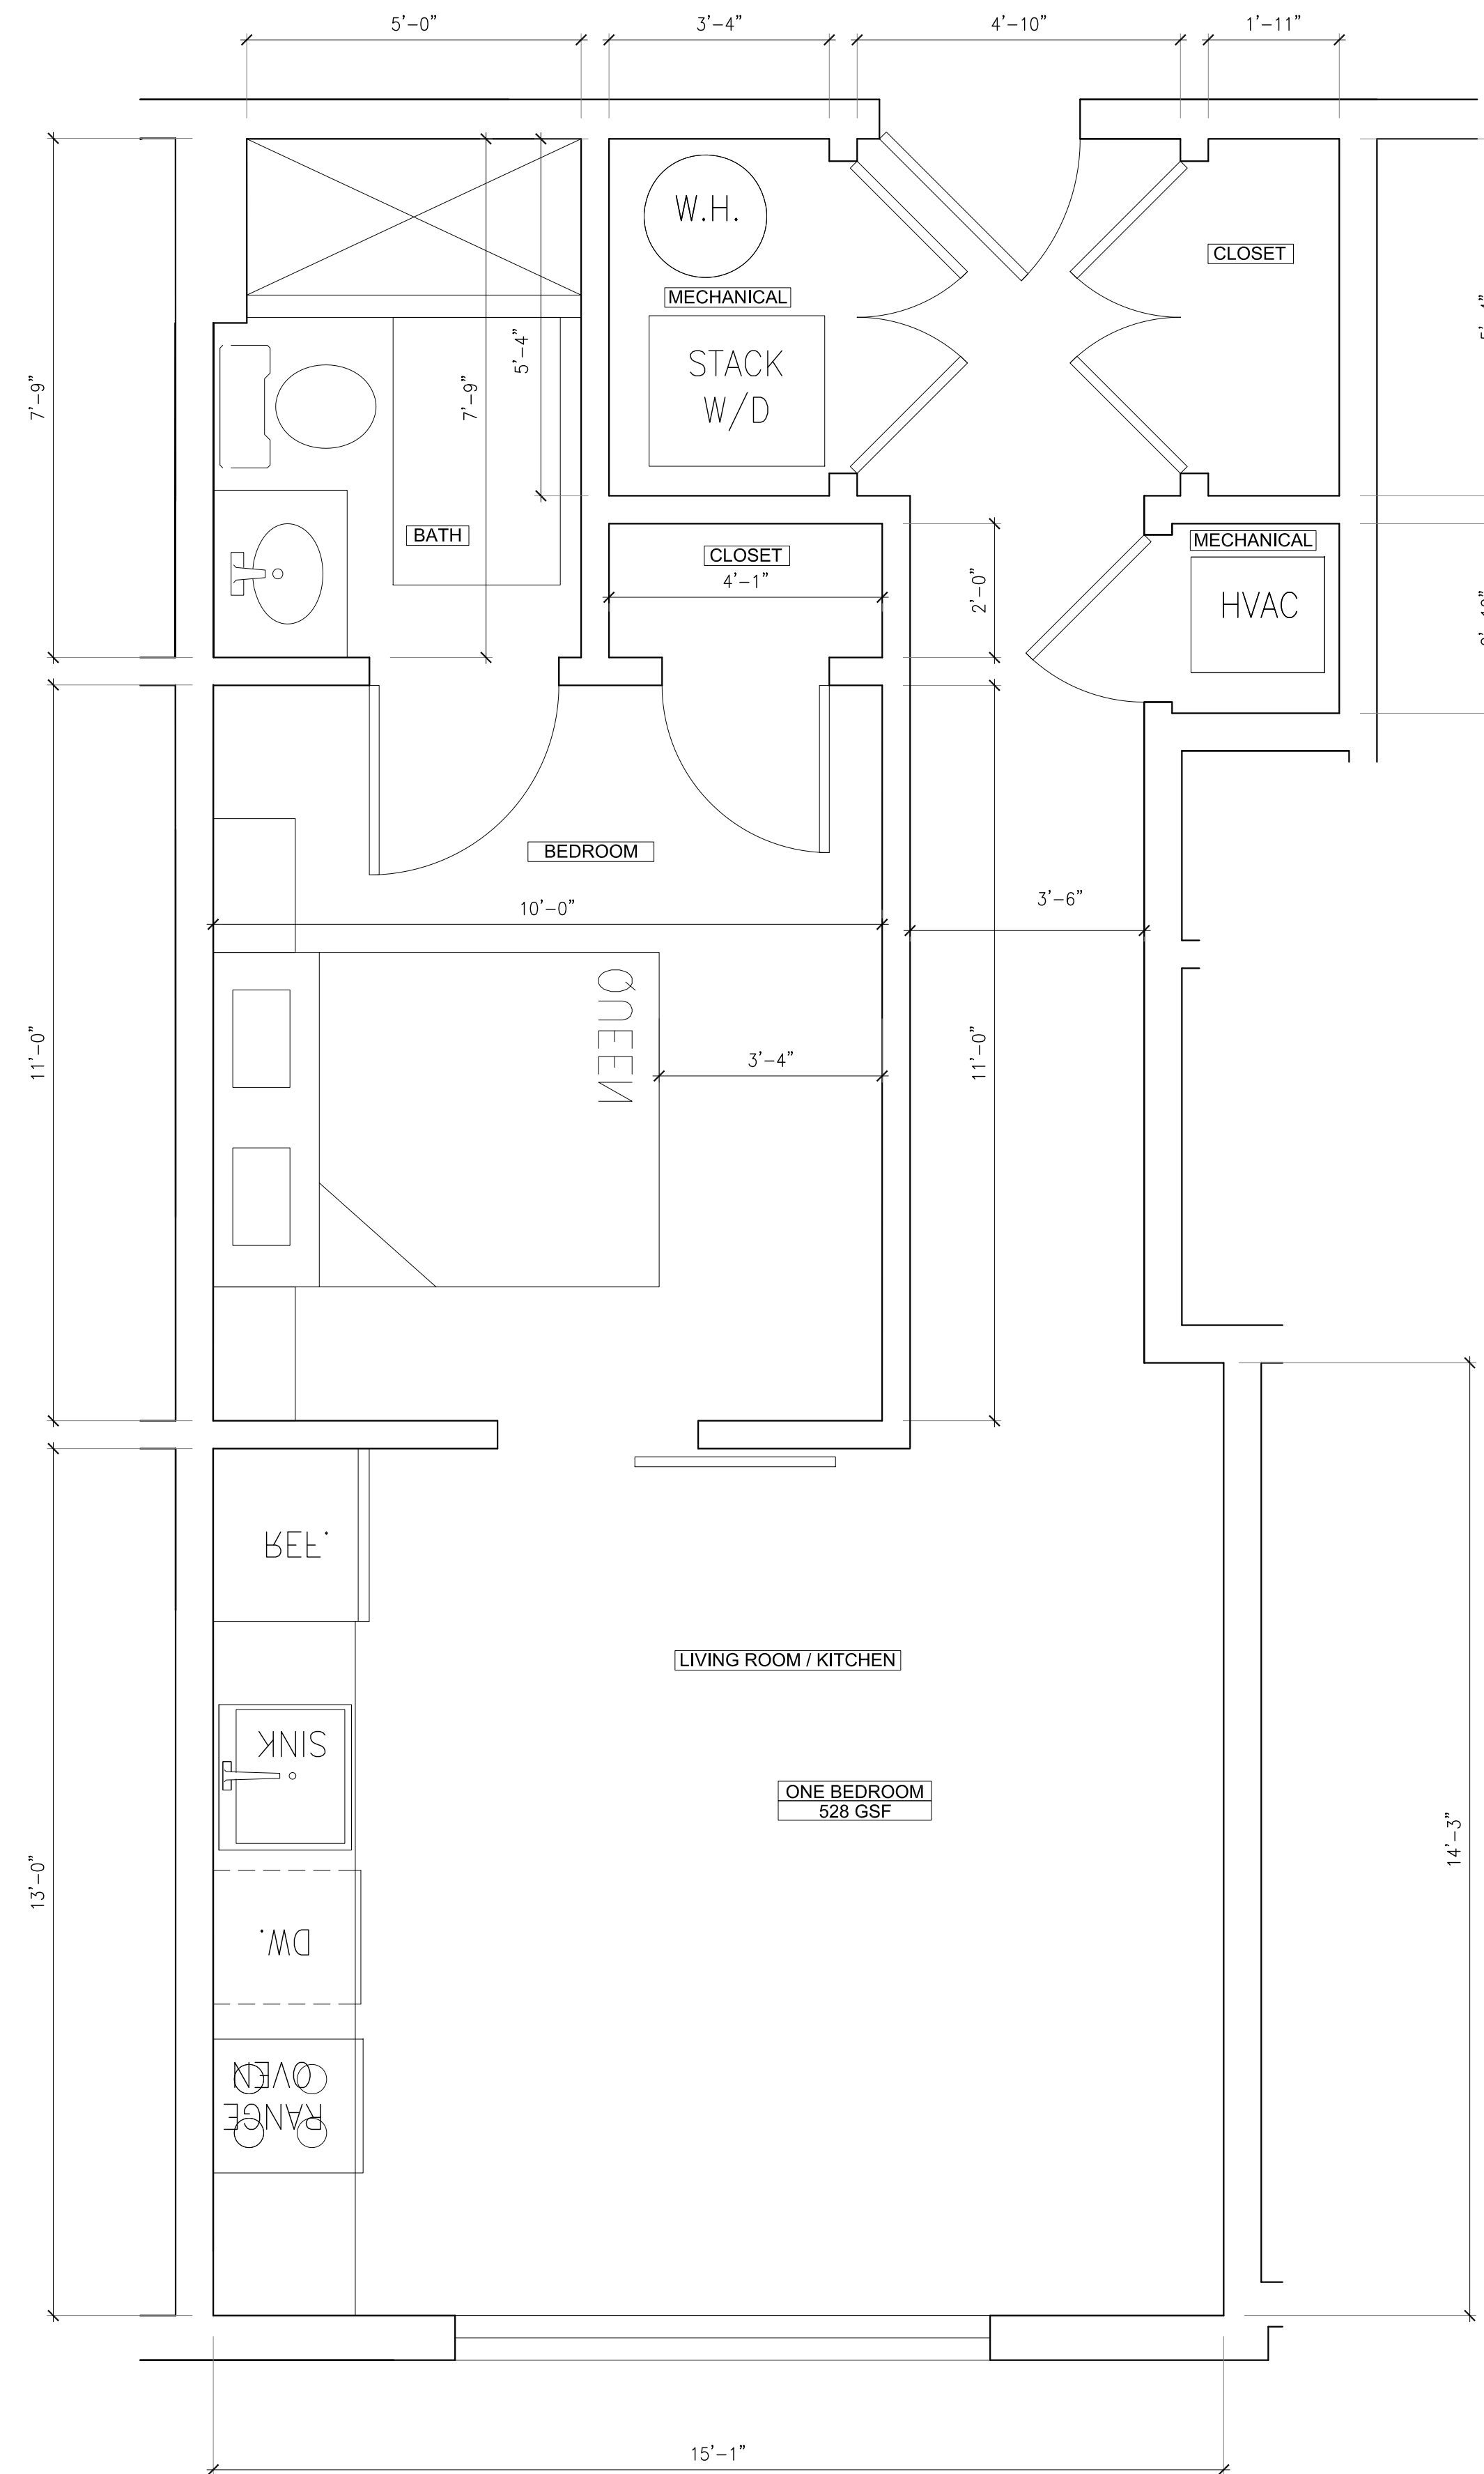 5'-0"
3'-4"
4'-10"
1'-11"
W.H.
CLOSET
MECHANICAL
5'-4"
STACK
W/D
7'-9"
7'-9"
BATH
MECHANICAL
CLOSET
4'-1"
2'-0"
HVAC
BEDROOM
3'-6"
10'-0"
QUEEN
11'-0"
11'-0"
3'-4"
REF.
LIVING ROOM / KITCHEN
SINK
ONE BEDROOM
528 GSF
14'-3"
13'-0"
DW.
OVEN
RANGE
15'-1"